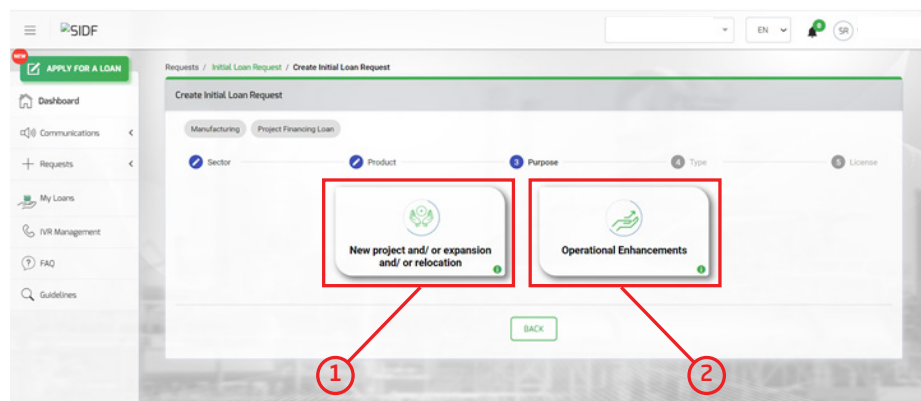 SIDF
EN
0
SR
NEW
APPLY FOR A LOAN
Dashboard
Communications
Requests
My Loans
IVR Management
FAQ
Guidelines
Requests / Initial Loan Request / Create Initial Loan Request
Create Initial Loan Request
Manufacturing Project Financing Loan
Sector Product 3 Purpose 4 Type 5 License
New project and/ or expansion
and/ or relocation
Operational Enhancements
BACK
1
2